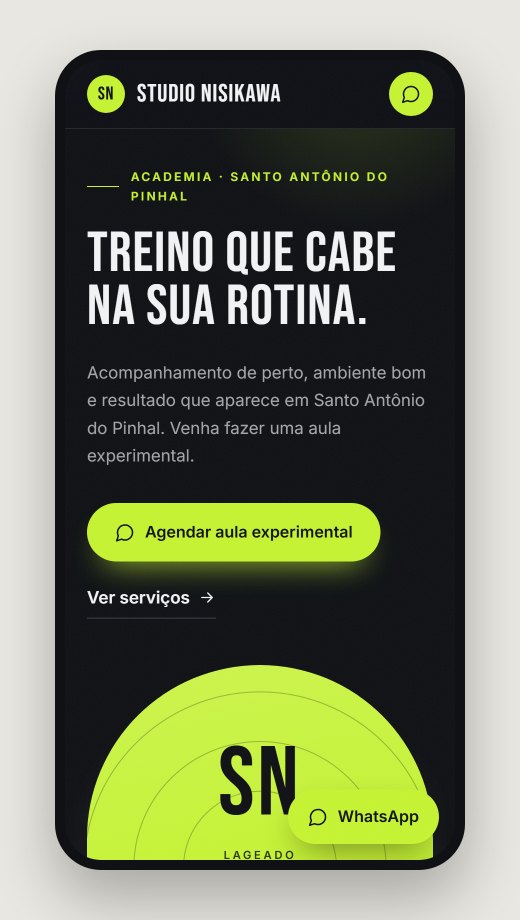 SN STUDIO NISIKAWA
ACADEMIA · SANTO ANTÔNIO DO
PINHAL
TREINO QUE CABE
NA SUA ROTINA.
Acompanhamento de perto, ambiente bom
e resultado que aparece em Santo Antônio
do Pinhal. Venha fazer uma aula
experimental.
Agendar aula experimental
Ver serviços →
SN
WhatsApp
LAGEADO